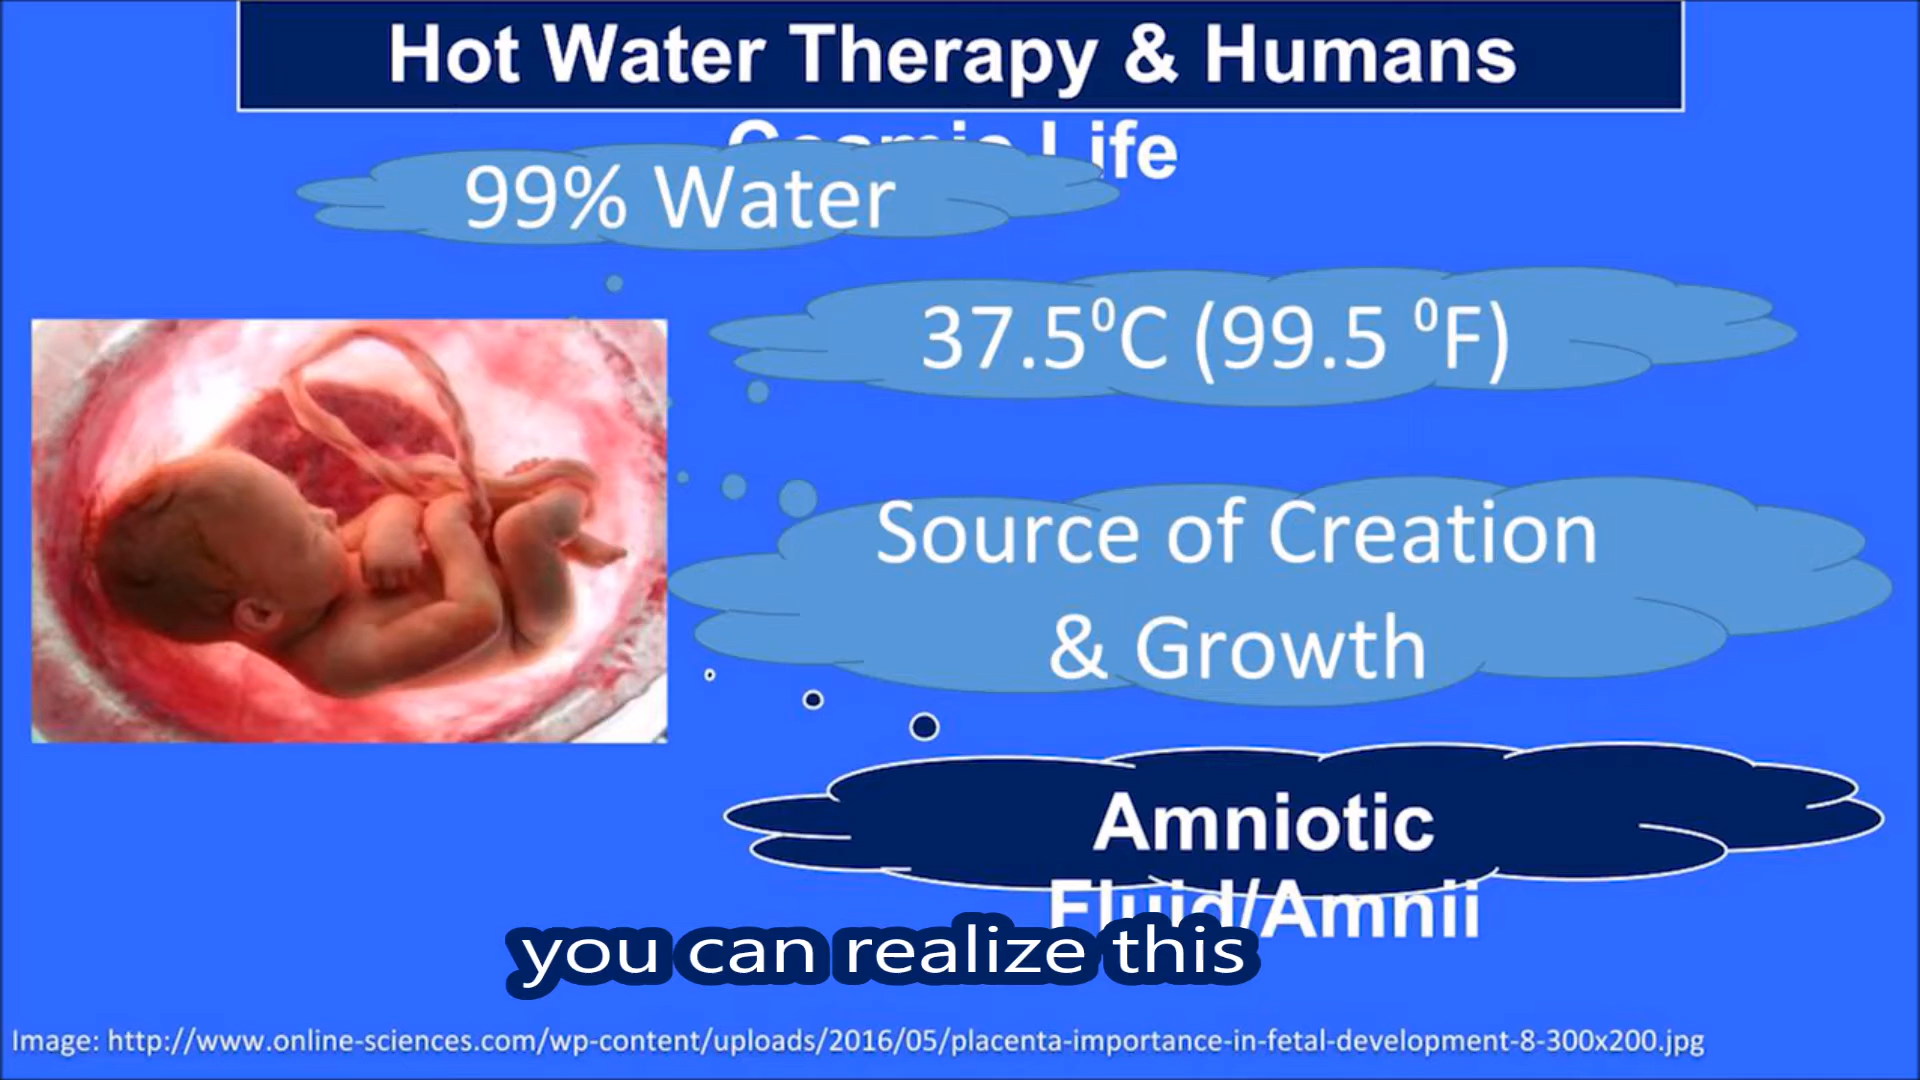 Hot Water Therapy & Humans
Cosmic Life
99% Water
37.5⁰C (99.5 ⁰F)
Source of Creation
& Growth
Amniotic
Fluid/Amnii
you can realize this
Image: http://www.online-sciences.com/wp-content/uploads/2016/05/placenta-importance-in-fetal-development-8-300x200.jpg